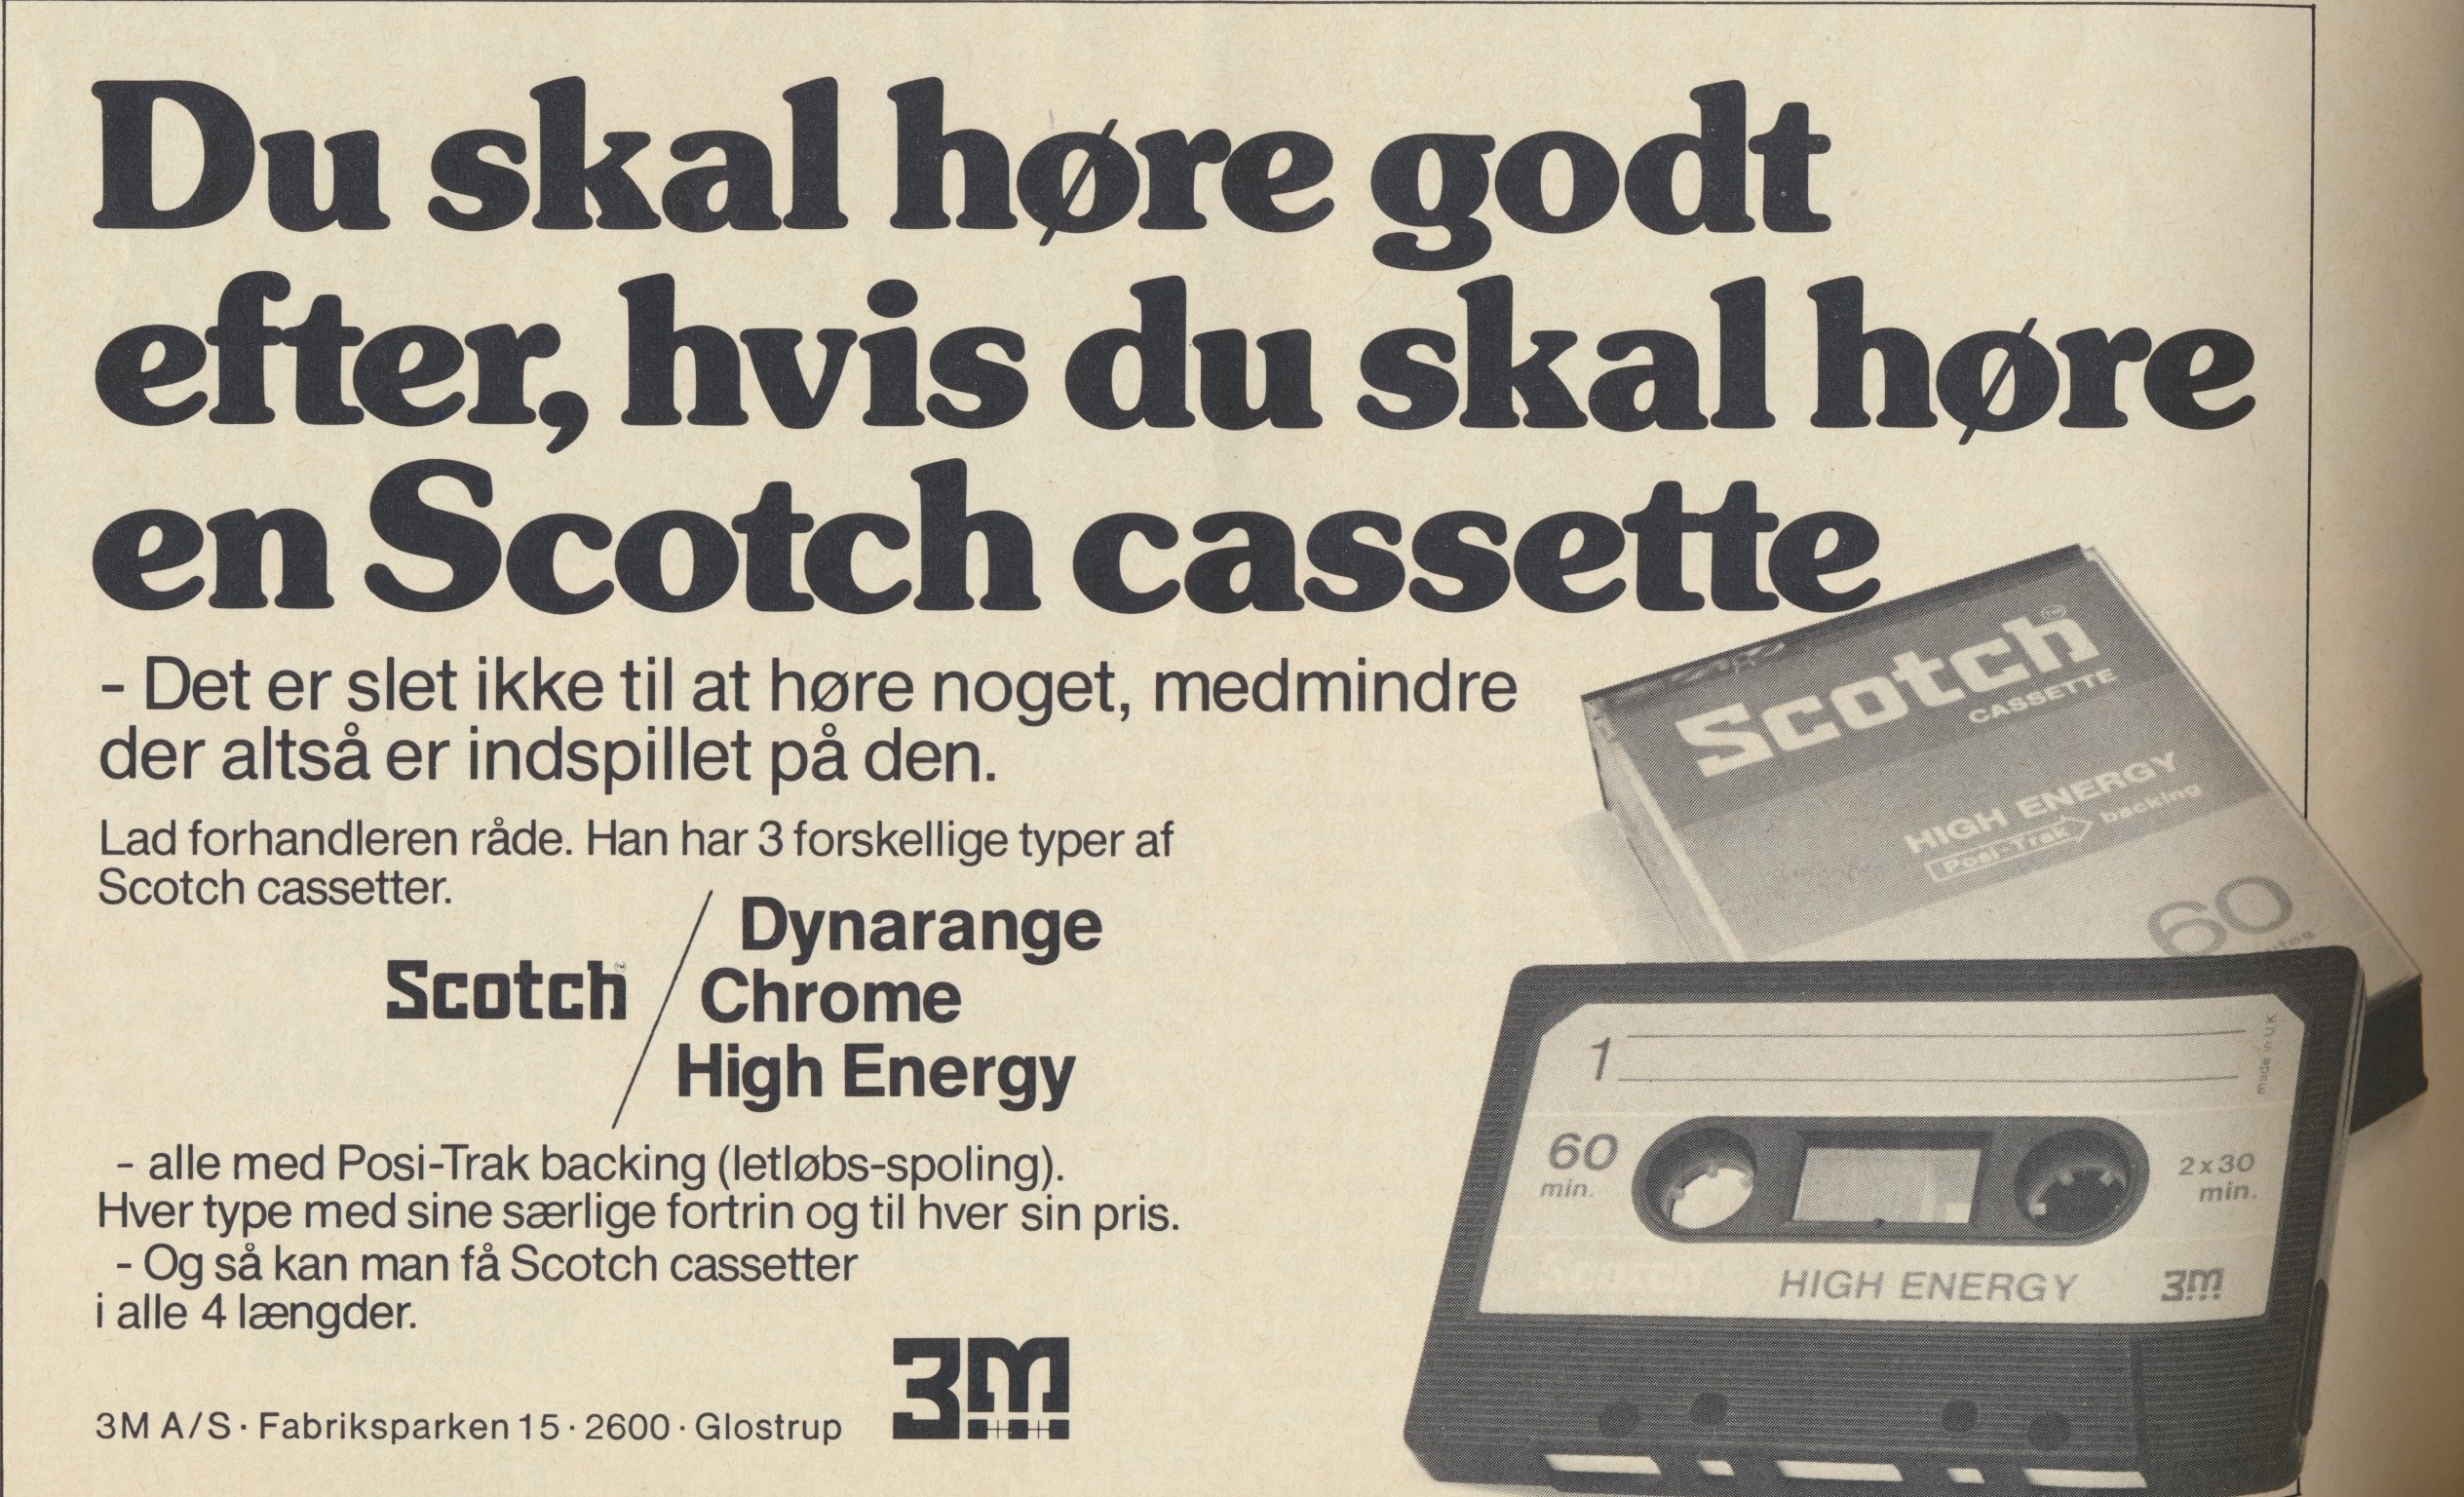 Du skal høre godt
efter, hvis du skal høre
en Scotch cassette
- Det er slet ikke til at høre noget, medmindre
der altså er indspillet på den.
Lad forhandleren råde. Han har 3 forskellige typer af
Scotch cassetter.
Scotch
Dynarange
Chrome
High Energy
- alle med Posi-Trak backing (letløbs-spoling).
Hver type med sine særlige fortrin og til hver sin pris.
- Og så kan man få Scotch cassetter
i alle 4 længder.
3M A/S · Fabriksparken 15 · 2600 · Glostrup
3M
Scotch™
CASSETTE
HIGH ENERGY
Posi-Trak backing
60
1
made in UK
60
min.
2x30
min.
Scotch
HIGH ENERGY
3M